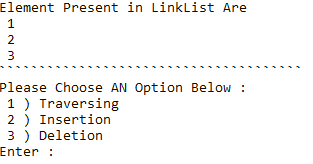 Element Present in LinkList Are
1
2
3
``````````````````````````````````````
Please Choose AN Option Below :
1 ) Traversing
2 ) Insertion
3 ) Deletion
Enter :